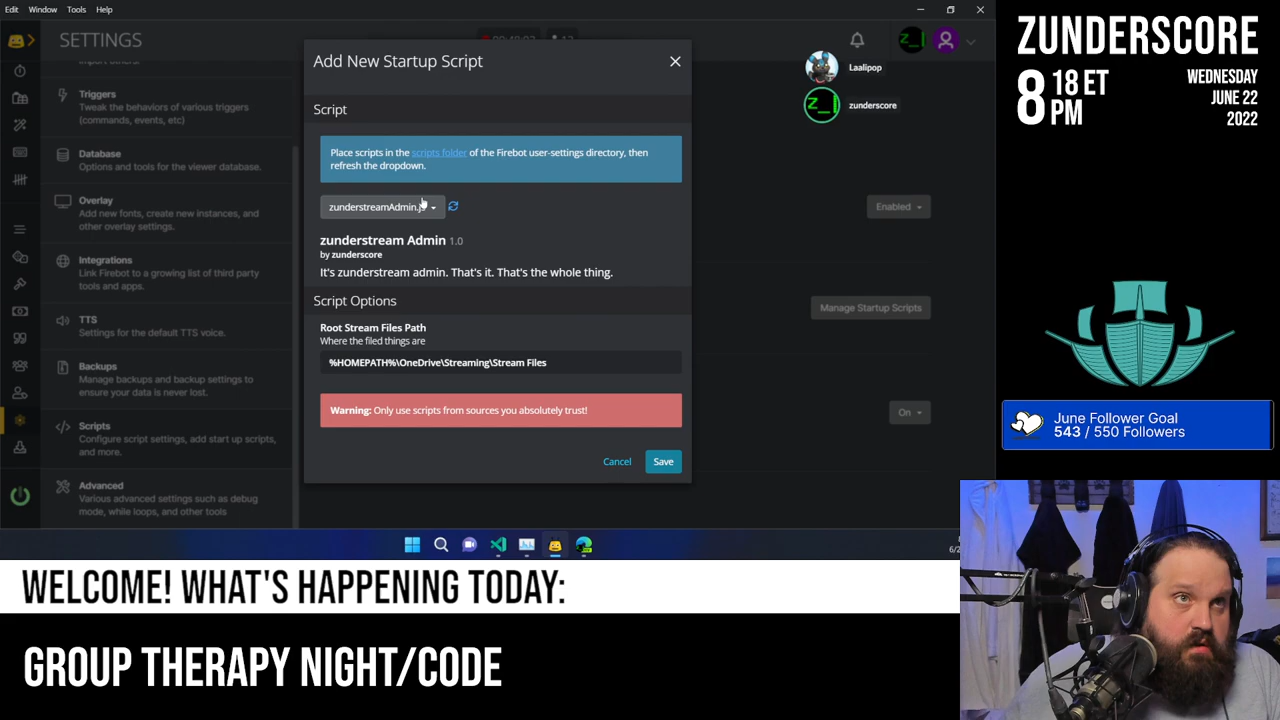 Edit Window Tools Help
SETTINGS
Triggers
Tweak the behaviors of various triggers
(commands, events, etc)
Database
Options and tools for the viewer database.
Overlay
Add new fonts, create new instances, and
other overlay settings.
Integrations
Link Firebot to a growing list of third party
tools and apps.
TTS
Settings for the default TTS voice.
Backups
Manage backups and backup settings to
ensure your data is never lost.
Scripts
Configure script settings, add start up scripts,
and more.
Advanced
Various advanced settings such as debug
mode, while loops, and other tools
Add New Startup Script
Script
Place scripts in the scripts folder of the Firebot user-settings directory, then
refresh the dropdown.
zunderstreamAdmin.j
zunderstream Admin 1.0
by zunderscore
It's zunderstream admin. That's it. That's the whole thing.
Script Options
Root Stream Files Path
Where the filed things are
%HOMEPATH%\OneDrive\Streaming\Stream Files
Warning: Only use scripts from sources you absolutely trust!
Cancel
Save
Laalipop
z_
zunderscore
Enabled
Manage Startup Scripts
On
ZUNDERSCORE
8 18 ET
PM
WEDNESDAY
JUNE 22
2022
June Follower Goal
543 / 550 Followers
WELCOME! WHAT'S HAPPENING TODAY:
GROUP THERAPY NIGHT/CODE